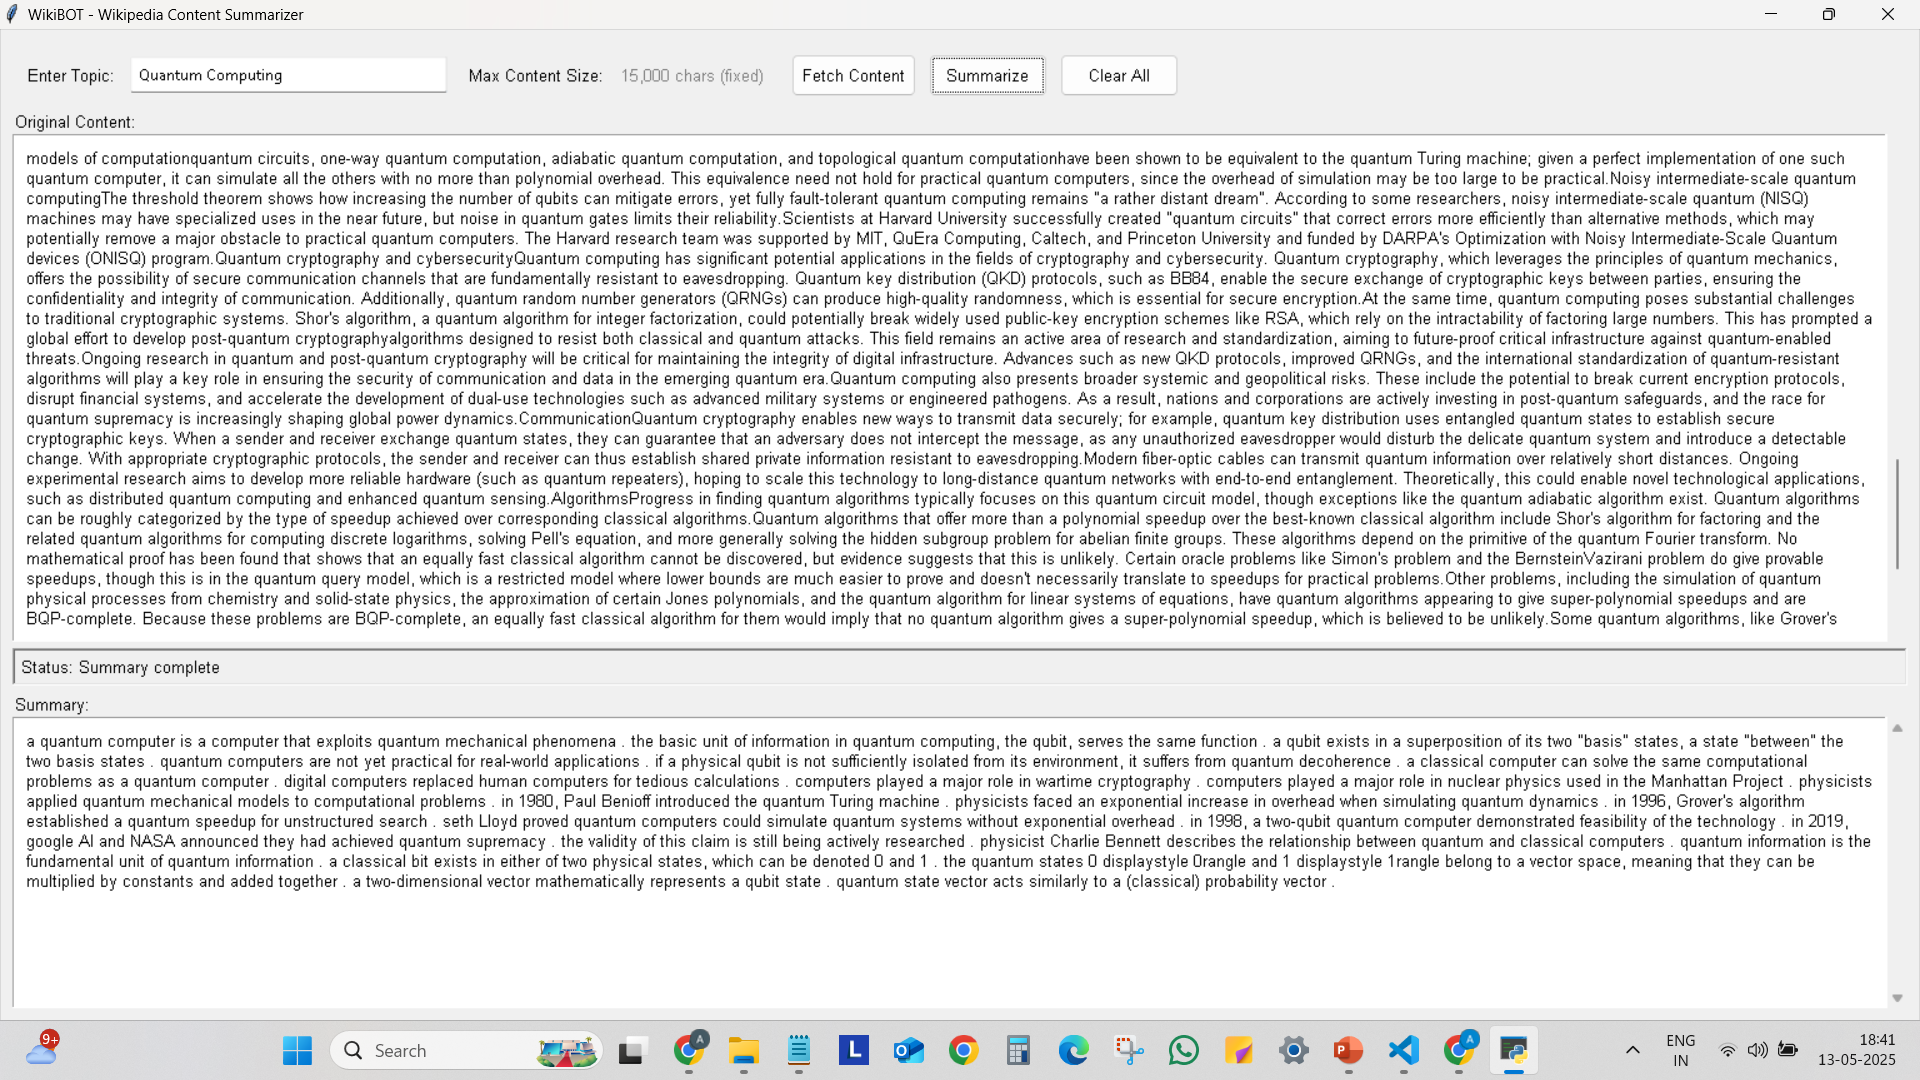 WikiBOT - Wikipedia Content Summarizer
Enter Topic: Quantum Computing Max Content Size: 15,000 chars (fixed) Fetch Content Summarize Clear All
Original Content:
models of computationquantum circuits, one-way quantum computation, adiabatic quantum computation, and topological quantum computationhave been shown to be equivalent to the quantum Turing machine; given a perfect implementation of one such
quantum computer, it can simulate all the others with no more than polynomial overhead. This equivalence need not hold for practical quantum computers, since the overhead of simulation may be too large to be practical.Noisy intermediate-scale quantum
computingThe threshold theorem shows how increasing the number of qubits can mitigate errors, yet fully fault-tolerant quantum computing remains "a rather distant dream". According to some researchers, noisy intermediate-scale quantum (NISQ)
machines may have specialized uses in the near future, but noise in quantum gates limits their reliability.Scientists at Harvard University successfully created "quantum circuits" that correct errors more efficiently than alternative methods, which may
potentially remove a major obstacle to practical quantum computers. The Harvard research team was supported by MIT, QuEra Computing, Caltech, and Princeton University and funded by DARPA's Optimization with Noisy Intermediate-Scale Quantum
devices (ONISQ) program.Quantum cryptography and cybersecurityQuantum computing has significant potential applications in the fields of cryptography and cybersecurity. Quantum cryptography, which leverages the principles of quantum mechanics,
offers the possibility of secure communication channels that are fundamentally resistant to eavesdropping. Quantum key distribution (QKD) protocols, such as BB84, enable the secure exchange of cryptographic keys between parties, ensuring the
confidentiality and integrity of communication. Additionally, quantum random number generators (QRNGs) can produce high-quality randomness, which is essential for secure encryption.At the same time, quantum computing poses substantial challenges
to traditional cryptographic systems. Shor's algorithm, a quantum algorithm for integer factorization, could potentially break widely used public-key encryption schemes like RSA, which rely on the intractability of factoring large numbers. This has prompted a
global effort to develop post-quantum cryptographyalgorithms designed to resist both classical and quantum attacks. This field remains an active area of research and standardization, aiming to future-proof critical infrastructure against quantum-enabled
threats.Ongoing research in quantum and post-quantum cryptography will be critical for maintaining the integrity of digital infrastructure. Advances such as new QKD protocols, improved QRNGs, and the international standardization of quantum-resistant
algorithms will play a key role in ensuring the security of communication and data in the emerging quantum era.Quantum computing also presents broader systemic and geopolitical risks. These include the potential to break current encryption protocols,
disrupt financial systems, and accelerate the development of dual-use technologies such as advanced military systems or engineered pathogens. As a result, nations and corporations are actively investing in post-quantum safeguards, and the race for
quantum supremacy is increasingly shaping global power dynamics.CommunicationQuantum cryptography enables new ways to transmit data securely; for example, quantum key distribution uses entangled quantum states to establish secure
cryptographic keys. When a sender and receiver exchange quantum states, they can guarantee that an adversary does not intercept the message, as any unauthorized eavesdropper would disturb the delicate quantum system and introduce a detectable
change. With appropriate cryptographic protocols, the sender and receiver can thus establish shared private information resistant to eavesdropping.Modern fiber-optic cables can transmit quantum information over relatively short distances. Ongoing
experimental research aims to develop more reliable hardware (such as quantum repeaters), hoping to scale this technology to long-distance quantum networks with end-to-end entanglement. Theoretically, this could enable novel technological applications,
such as distributed quantum computing and enhanced quantum sensing.AlgorithmsProgress in finding quantum algorithms typically focuses on this quantum circuit model, though exceptions like the quantum adiabatic algorithm exist. Quantum algorithms
can be roughly categorized by the type of speedup achieved over corresponding classical algorithms.Quantum algorithms that offer more than a polynomial speedup over the best-known classical algorithm include Shor's algorithm for factoring and the
related quantum algorithms for computing discrete logarithms, solving Pell's equation, and more generally solving the hidden subgroup problem for abelian finite groups. These algorithms depend on the primitive of the quantum Fourier transform. No
mathematical proof has been found that shows that an equally fast classical algorithm cannot be discovered, but evidence suggests that this is unlikely. Certain oracle problems like Simon's problem and the BernsteinVazirani problem do give provable
speedups, though this is in the quantum query model, which is a restricted model where lower bounds are much easier to prove and doesn't necessarily translate to speedups for practical problems.Other problems, including the simulation of quantum
physical processes from chemistry and solid-state physics, the approximation of certain Jones polynomials, and the quantum algorithm for linear systems of equations, have quantum algorithms appearing to give super-polynomial speedups and are
BQP-complete. Because these problems are BQP-complete, an equally fast classical algorithm for them would imply that no quantum algorithm gives a super-polynomial speedup, which is believed to be unlikely.Some quantum algorithms, like Grover's
Status: Summary complete
Summary:
a quantum computer is a computer that exploits quantum mechanical phenomena . the basic unit of information in quantum computing, the qubit, serves the same function . a qubit exists in a superposition of its two "basis" states, a state "between" the
two basis states . quantum computers are not yet practical for real-world applications . if a physical qubit is not sufficiently isolated from its environment, it suffers from quantum decoherence . a classical computer can solve the same computational
problems as a quantum computer . digital computers replaced human computers for tedious calculations . computers played a major role in wartime cryptography . computers played a major role in nuclear physics used in the Manhattan Project . physicists
applied quantum mechanical models to computational problems . in 1980, Paul Benioff introduced the quantum Turing machine . physicists faced an exponential increase in overhead when simulating quantum dynamics . in 1996, Grover's algorithm
established a quantum speedup for unstructured search . seth Lloyd proved quantum computers could simulate quantum systems without exponential overhead . in 1998, a two-qubit quantum computer demonstrated feasibility of the technology . in 2019,
google AI and NASA announced they had achieved quantum supremacy . the validity of this claim is still being actively researched . physicist Charlie Bennett describes the relationship between quantum and classical computers . quantum information is the
fundamental unit of quantum information . a classical bit exists in either of two physical states, which can be denoted 0 and 1 . the quantum states 0 displaystyle 0rangle and 1 displaystyle 1rangle belong to a vector space, meaning that they can be
multiplied by constants and added together . a two-dimensional vector mathematically represents a qubit state . quantum state vector acts similarly to a (classical) probability vector .
9+ Search A L O A P ENG 18:41
IN 13-05-2025